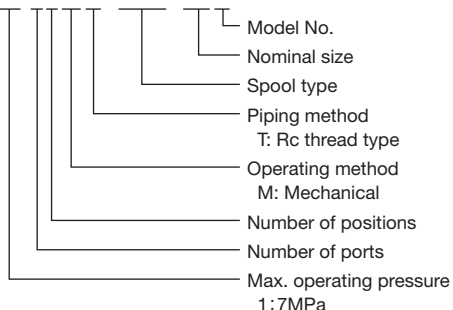 Model No.
Nominal size
Spool type
Piping method
T: Rc thread type
Operating method
M: Mechanical
Number of positions
Number of ports
Max. operating pressure
1:7MPa